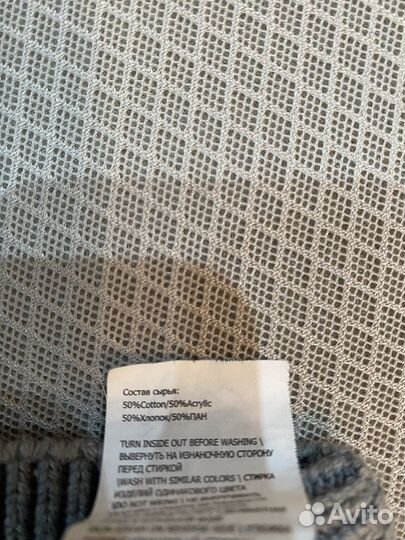 Состав сырья:
50%Cotton/50%Acrylic
50%Хлопок/50%ПАН
TURN INSIDE OUT BEFORE WASHING \
ВЫВЕРНУТЬ НА ИЗНАНОЧНУЮ СТОРОНУ
ПЕРЕД СТИРКОЙ
\WASH WITH SIMILAR COLORS \ СТИРКА
ИЗДЕЛИЙ ОДИНАКОВОГО ЦВЕТА
Avito